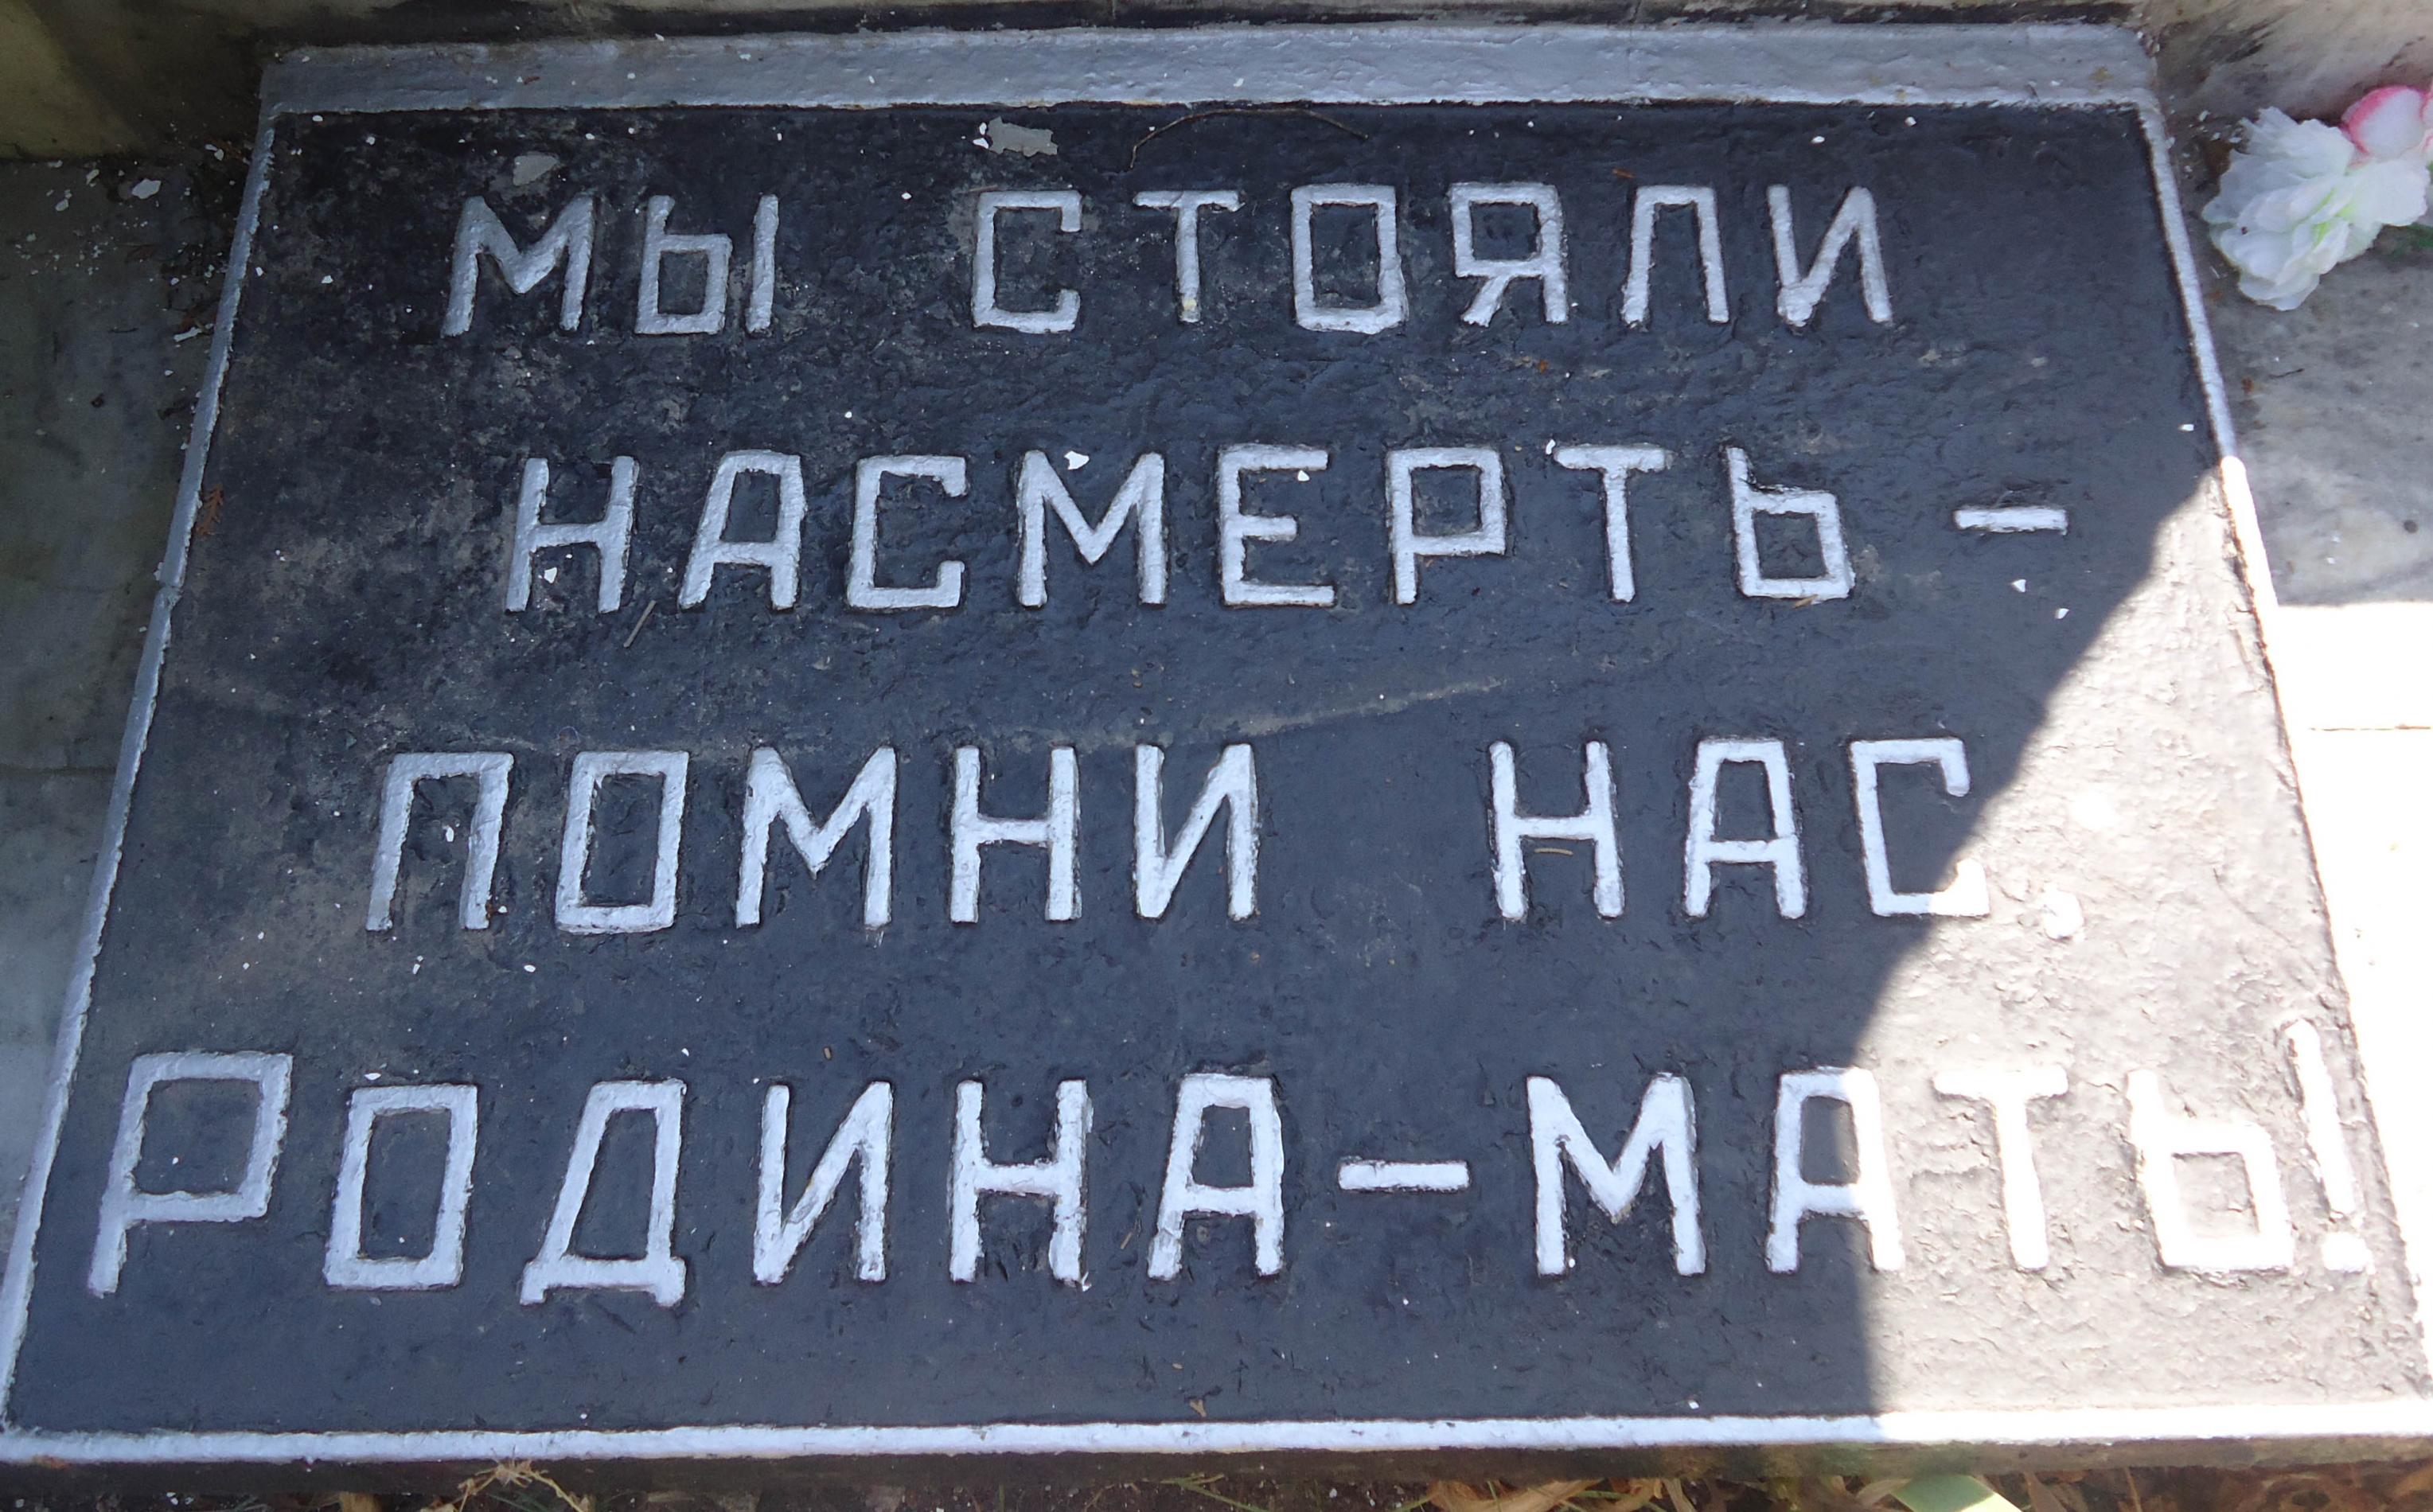 МЫ СТОЯЛИ
НАСМЕРТЬ –
ПОМНИ НАС,
РОДИНА – МАТЬ!